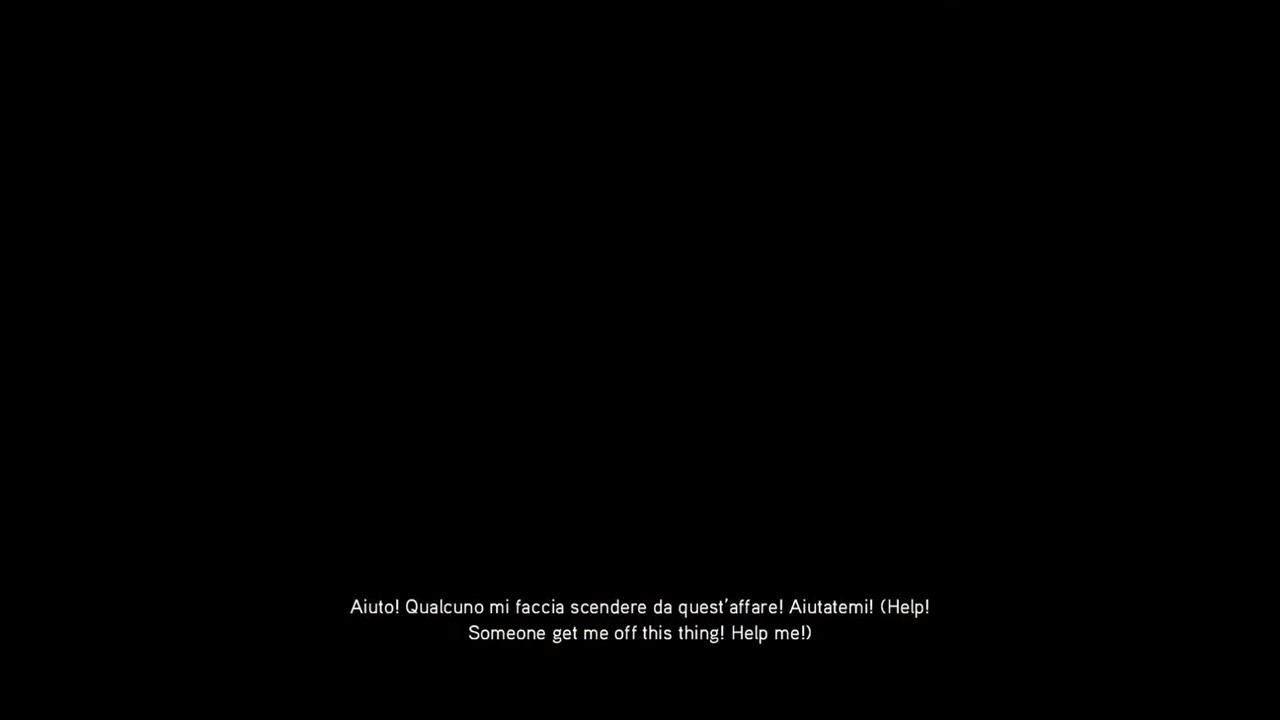 Aiuto! Qualcuno mi faccia scendere da quest'affare! Aiutatemi! (Help!
Someone get me off this thing! Help me!)